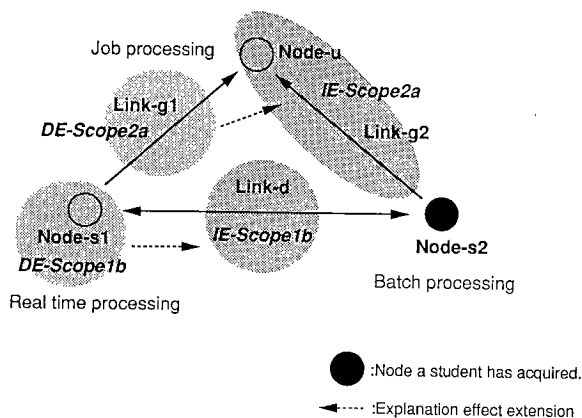 Job processing
Node-u
IE-Scope2a
Link-g1
DE-Scope2a
Link-g2
Link-d
Node-s1
IE-Scope1b
Node-s2
DE-Scope1b
Batch processing
Real time processing
:Node a student has acquired.
:Explanation effect extension